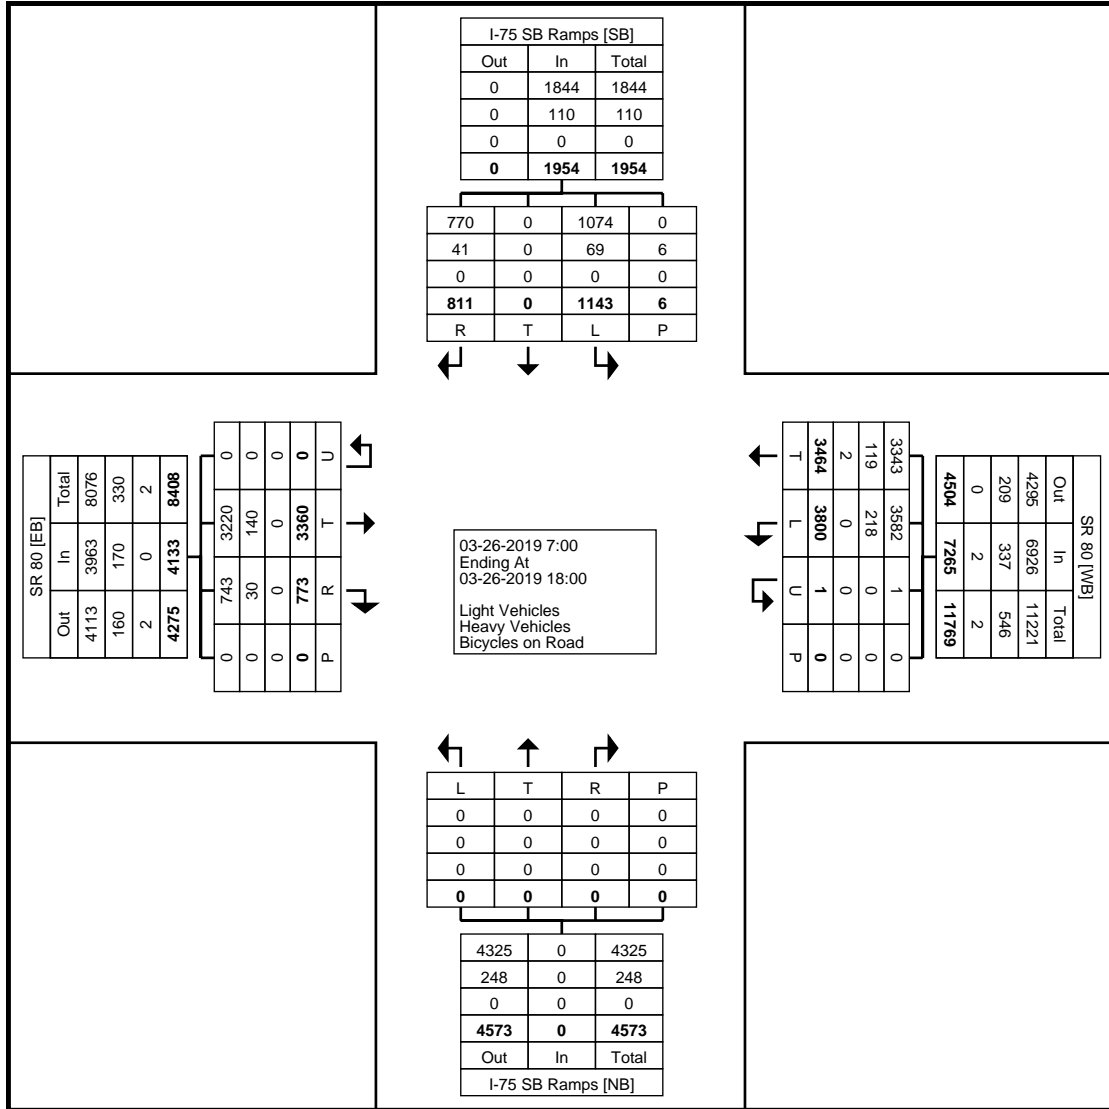 I-75 SB Ramps [SB]
Out In Total
0 1844 1844
0 110 110
0 0 0
0 1954 1954
770 0 1074 0
41 0 69 6
0 0 0 0
811 0 1143 6
R T L P
SR 80 [EB]
Total In Out
8076 3963 4113
330 170 160
2 0 2
8408 4133 4275
0 3220 743 0
0 140 30 0
0 0 0 0
0 3360 773 0
U T R P
03-26-2019 7:00
Ending At
03-26-2019 18:00
Light Vehicles
Heavy Vehicles
Bicycles on Road
SR 80 [WB]
Out In Total
4295 6926 11221
209 337 546
0 2 2
4504 7265 11769
3343 3582 1 0
119 218 0 0
2 0 0 0
3464 3800 1 0
T L U P
L T R P
0 0 0 0
0 0 0 0
0 0 0 0
0 0 0 0
4325 0 4325
248 0 248
0 0 0
4573 0 4573
Out In Total
I-75 SB Ramps [NB]